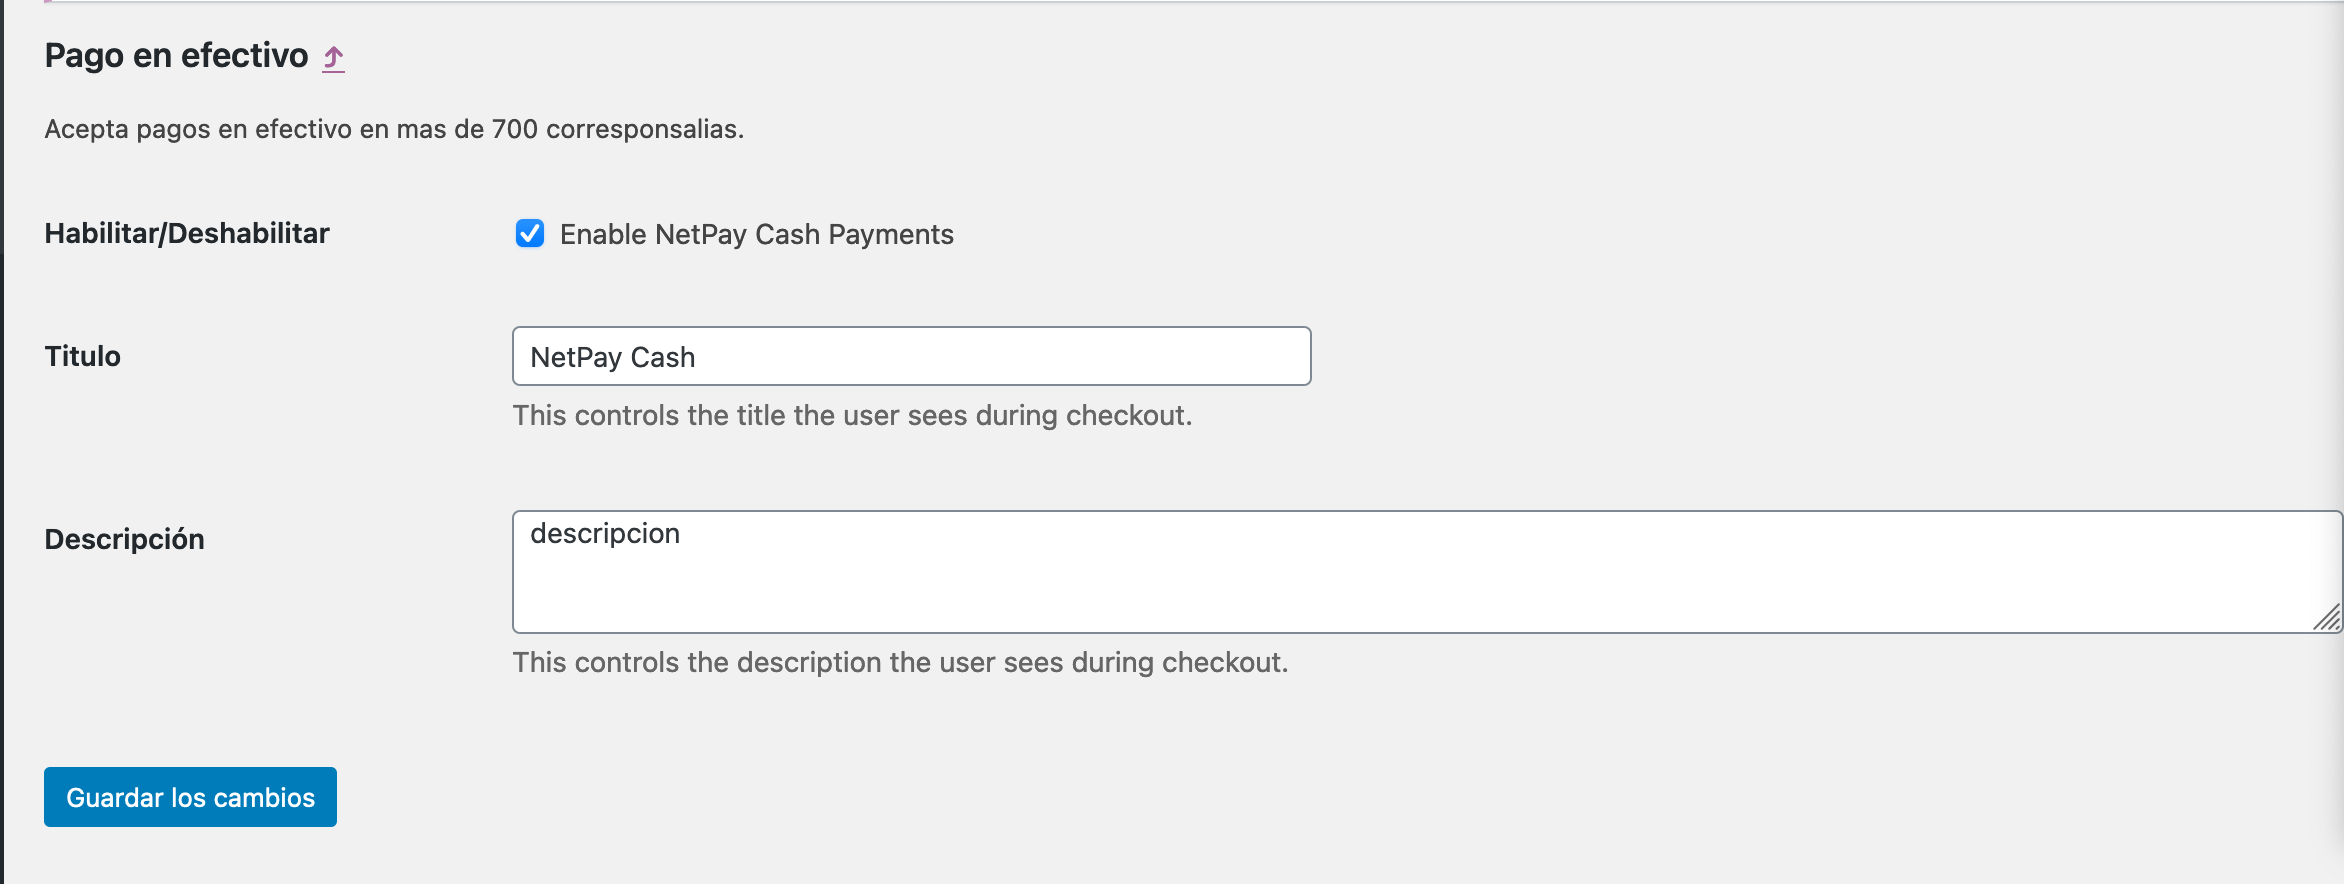 Pago en efectivo ⤴
Acepta pagos en efectivo en mas de 700 corresponsalias.
Habilitar/Deshabilitar
Enable NetPay Cash Payments
Titulo
NetPay Cash
This controls the title the user sees during checkout.
Descripción
descripcion
This controls the description the user sees during checkout.
Guardar los cambios